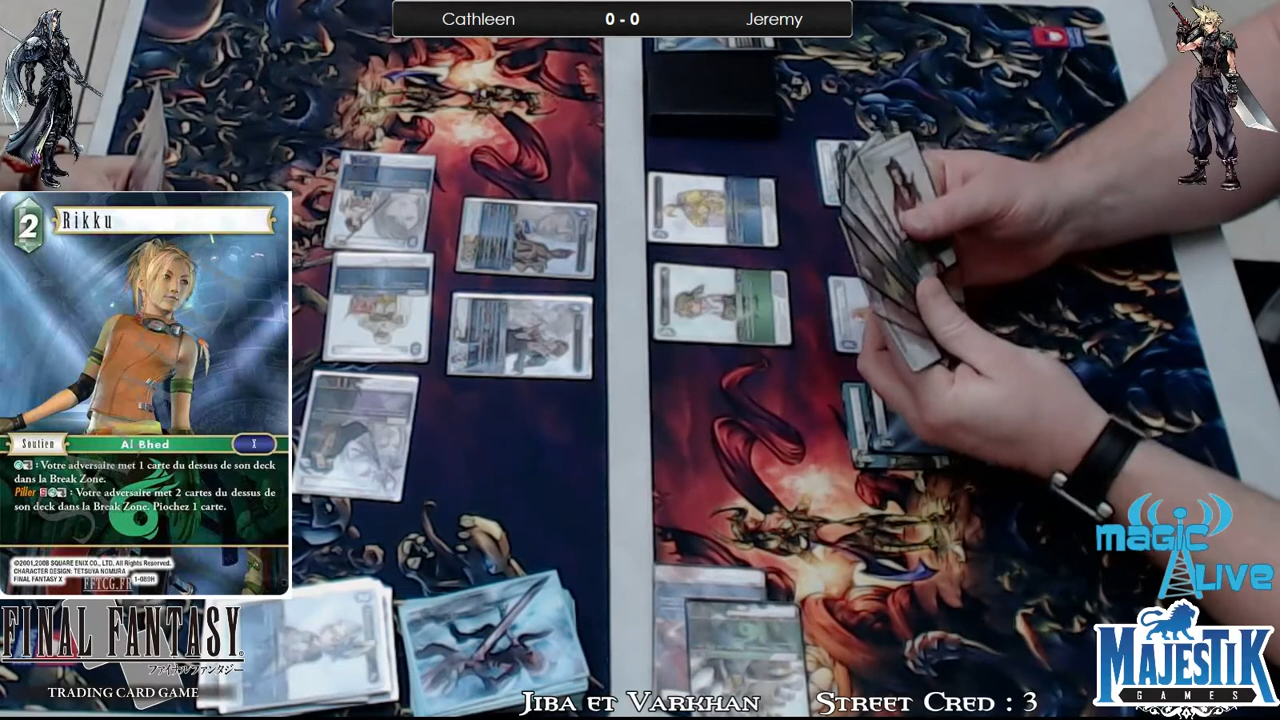 Cathleen 0 - 0 Jeremy
2 Rikku
Soutien Al Bhed X
: Votre adversaire met 1 carte du dessus de son deck
dans la Break Zone.
Piller S : Votre adversaire met 2 cartes du dessus de
son deck dans la Break Zone. Piochez 1 carte.
©2001,2008 SQUARE ENIX CO., LTD. All Rights Reserved.
CHARACTER DESIGN: TETSUYA NOMURA
FINAL FANTASY X FFTCG.FR 1-089H
FINAL FANTASY
ファイナルファンタジー
TRADING CARD GAME
Magic
Alive
MAJESTIK
GAMES
Jiba et Varkhan Street Cred : 3